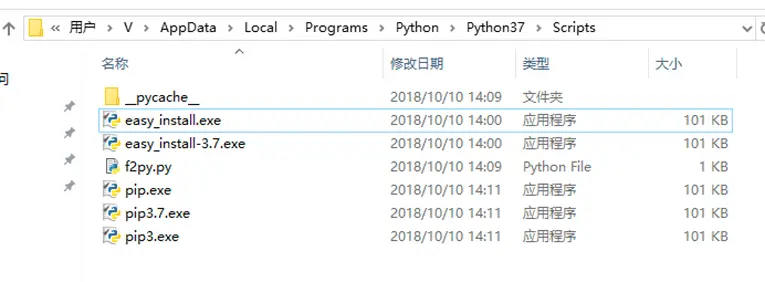 « 用户 > V > AppData > Local > Programs > Python > Python37 > Scripts
名称 修改日期 类型 大小
__pycache__ 2018/10/10 14:09 文件夹
问
easy_install.exe 2018/10/10 14:00 应用程序 101 KB
easy_install-3.7.exe 2018/10/10 14:00 应用程序 101 KB
f2py.py 2018/10/10 14:09 Python File 1 KB
pip.exe 2018/10/10 14:11 应用程序 101 KB
pip3.7.exe 2018/10/10 14:11 应用程序 101 KB
pip3.exe 2018/10/10 14:11 应用程序 101 KB